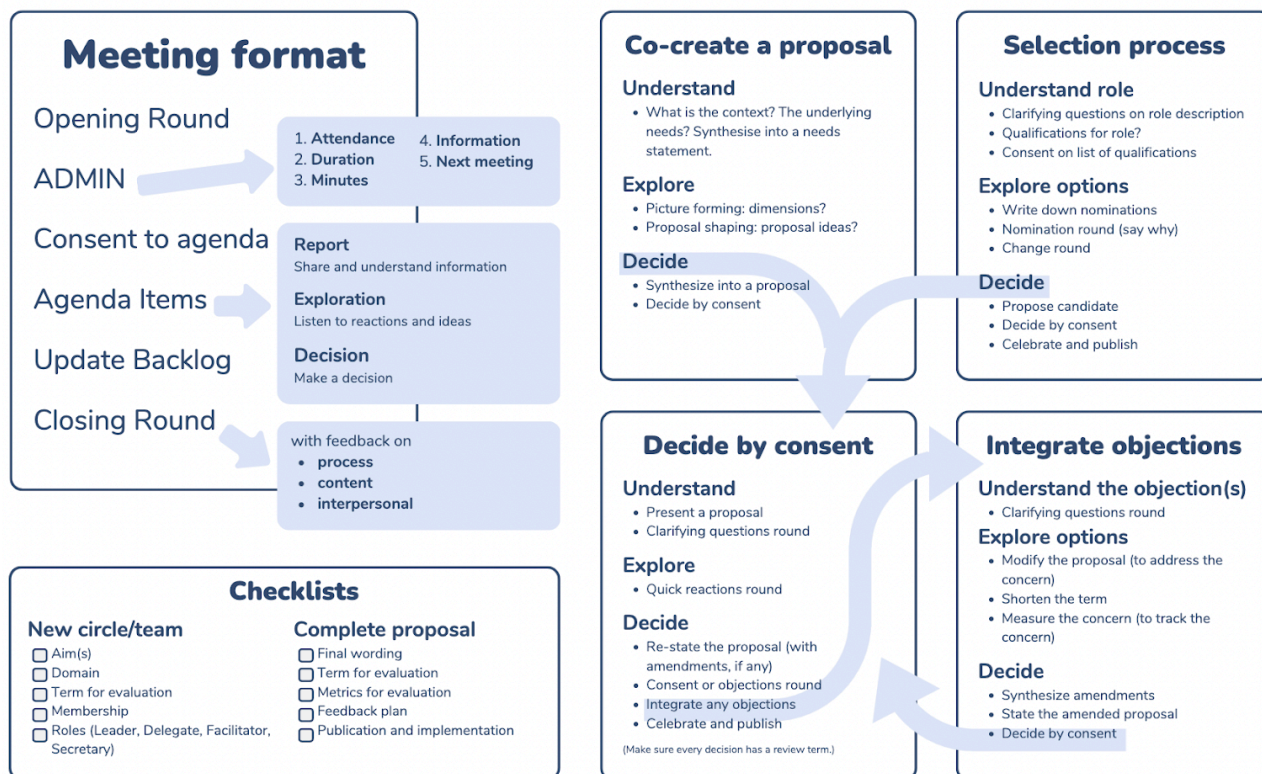 Meeting format
Opening Round
ADMIN
1. Attendance
2. Duration
3. Minutes
4. Information
5. Next meeting
Consent to agenda
Agenda Items
Report
Share and understand information
Exploration
Listen to reactions and ideas
Decision
Make a decision
Update Backlog
Closing Round
with feedback on
• process
• content
• interpersonal
Checklists
New circle/team
Aim(s)
Domain
Term for evaluation
Membership
Roles (Leader, Delegate, Facilitator,
Secretary)
Complete proposal
Final wording
Term for evaluation
Metrics for evaluation
Feedback plan
Publication and implementation
Co-create a proposal
Understand
• What is the context? The underlying
needs? Synthesise into a needs
statement.
Explore
• Picture forming: dimensions?
• Proposal shaping: proposal ideas?
Decide
• Synthesize into a proposal
• Decide by consent
Selection process
Understand role
• Clarifying questions on role description
• Qualifications for role?
• Consent on list of qualifications
Explore options
• Write down nominations
• Nomination round (say why)
• Change round
Decide
• Propose candidate
• Decide by consent
• Celebrate and publish
Decide by consent
Understand
• Present a proposal
• Clarifying questions round
Explore
• Quick reactions round
Decide
• Re-state the proposal (with
amendments, if any)
• Consent or objections round
• Integrate any objections
• Celebrate and publish
(Make sure every decision has a review term.)
Integrate objections
Understand the objection(s)
• Clarifying questions round
Explore options
• Modify the proposal (to address the
concern)
• Shorten the term
• Measure the concern (to track the
concern)
Decide
• Synthesize amendments
• State the amended proposal
• Decide by consent